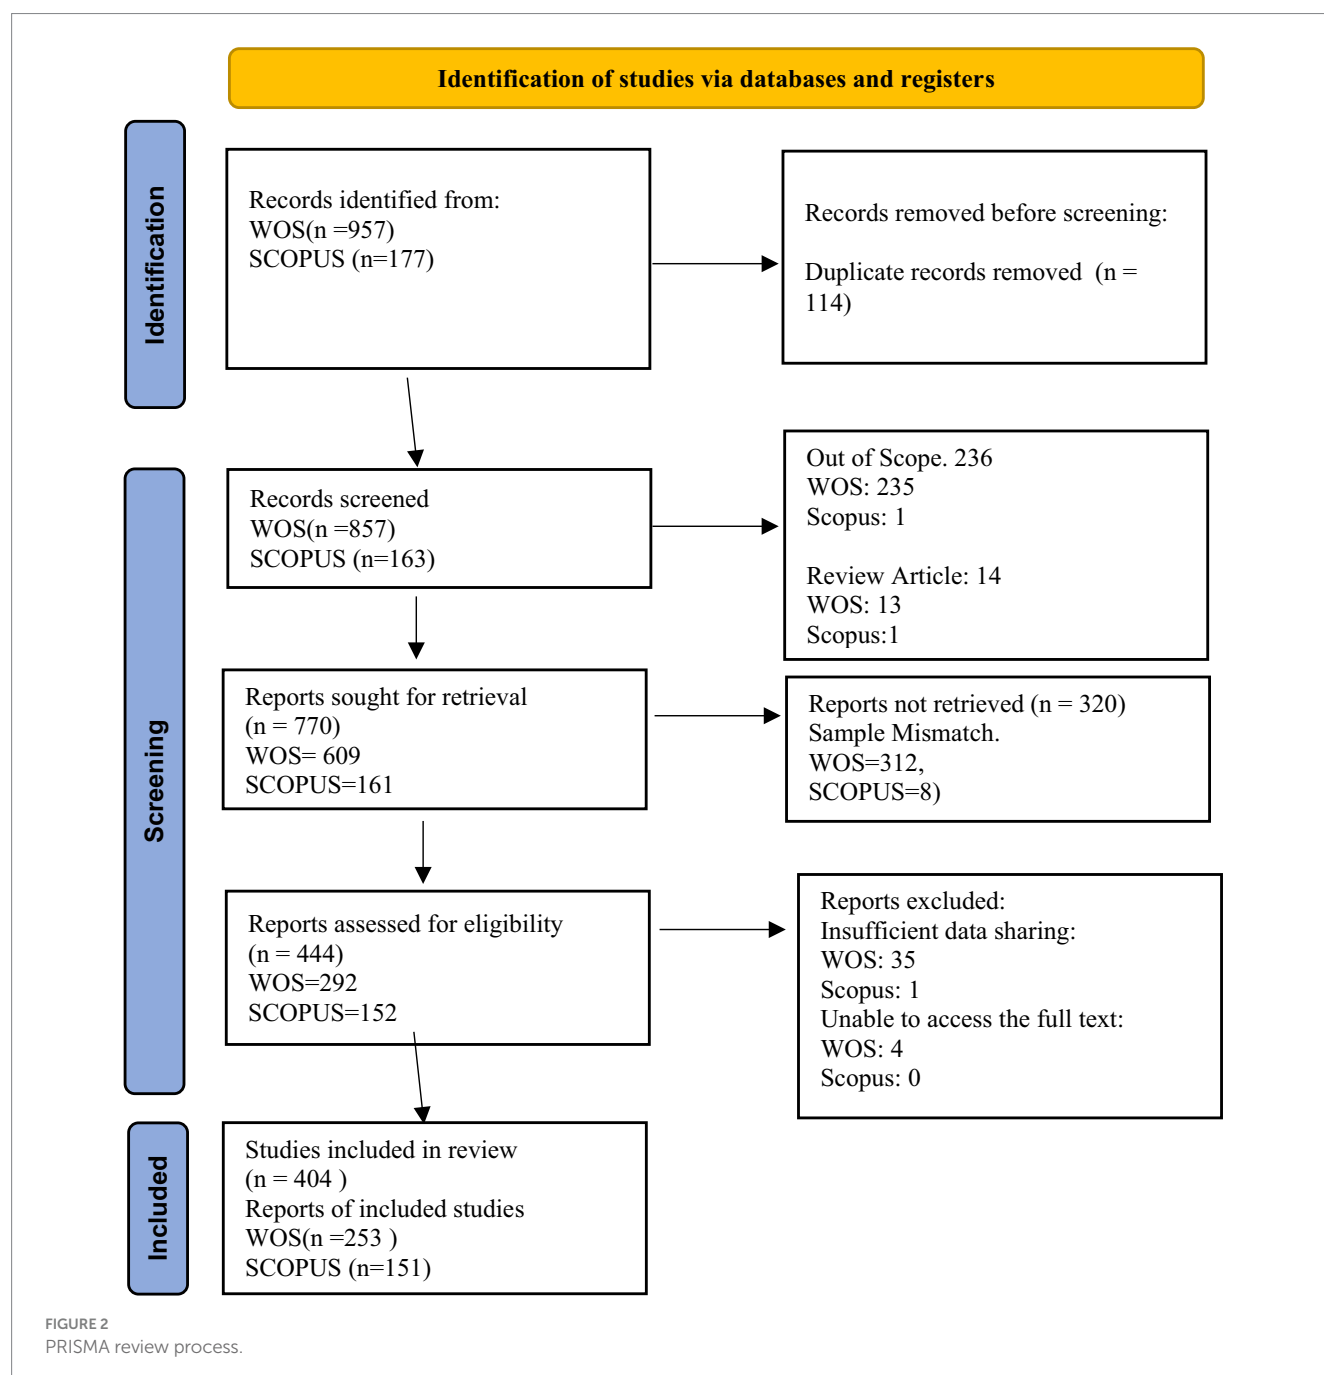 Identification of studies via databases and registers
Identification
Records identified from:
WOS(n =957)
SCOPUS (n=177)
Records removed before screening:
Duplicate records removed (n =
114)
Screening
Records screened
WOS(n =857)
SCOPUS (n=163)
Out of Scope. 236
WOS: 235
Scopus: 1
Review Article: 14
WOS: 13
Scopus:1
Reports sought for retrieval
(n = 770)
WOS= 609
SCOPUS=161
Reports not retrieved (n = 320)
Sample Mismatch.
WOS=312,
SCOPUS=8)
Reports assessed for eligibility
(n = 444)
WOS=292
SCOPUS=152
Reports excluded:
Insufficient data sharing:
WOS: 35
Scopus: 1
Unable to access the full text:
WOS: 4
Scopus: 0
Included
Studies included in review
(n = 404 )
Reports of included studies
WOS(n =253 )
SCOPUS (n=151)
FIGURE 2
PRISMA review process.